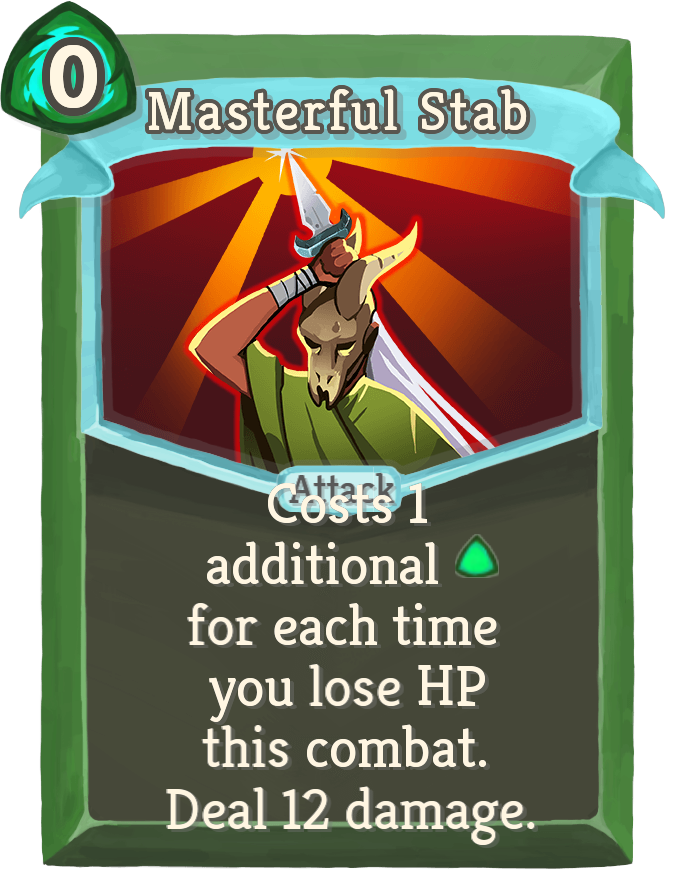 0
Masterful Stab
Attack
Costs 1
additional
for each time
you lose HP
this combat.
Deal 12 damage.